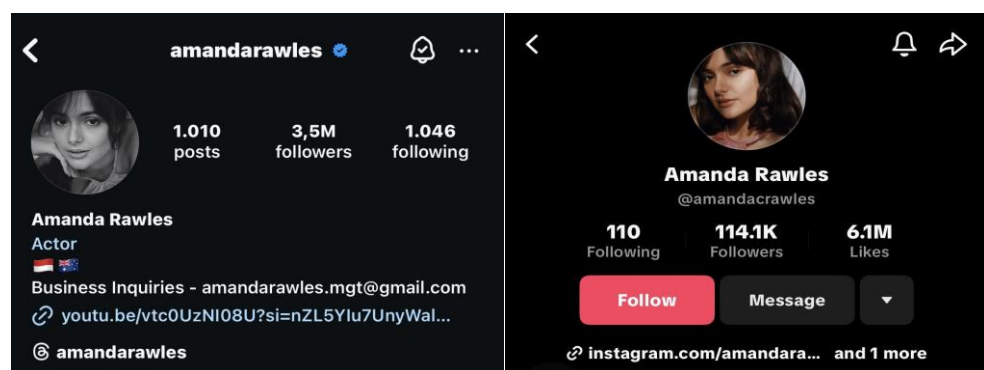 amandarawles
1.010 3,5M 1.046
posts followers following
Amanda Rawles
Actor
Business Inquiries - amandarawles.mgt@gmail.com
youtu.be/vtc0UzNI08U?si=nZL5YIu7UnyWal...
amandarawles
Amanda Rawles
@amandacrawles
110 114.1K 6.1M
Following Followers Likes
Follow Message
instagram.com/amandara... and 1 more